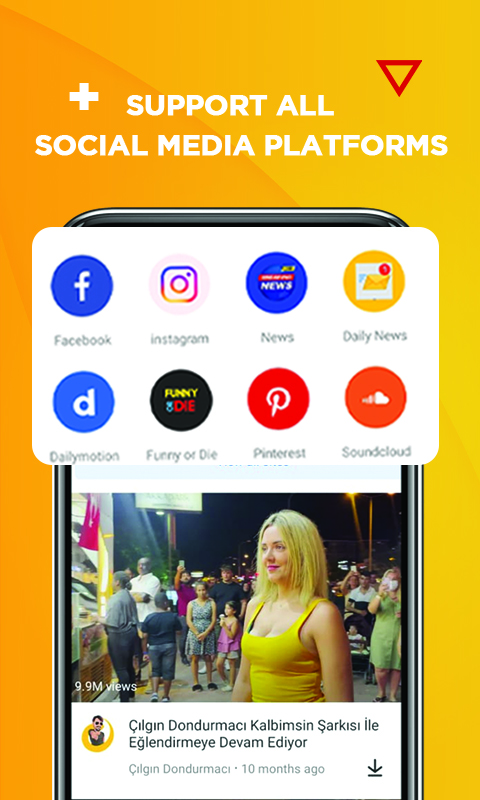 SUPPORT ALL
SOCIAL MEDIA PLATFORMS
Facebook
instagram
NEWS
News
1
Daily News
Dailymotion
FUNNY
OR DIE
Funny or Die
Pinterest
Soundcloud
9.9M views
Çılgın Dondurmacı Kalbimsin Şarkısı İle
Eğlendirmeye Devam Ediyor
Çılgın Dondurmacı · 10 months ago